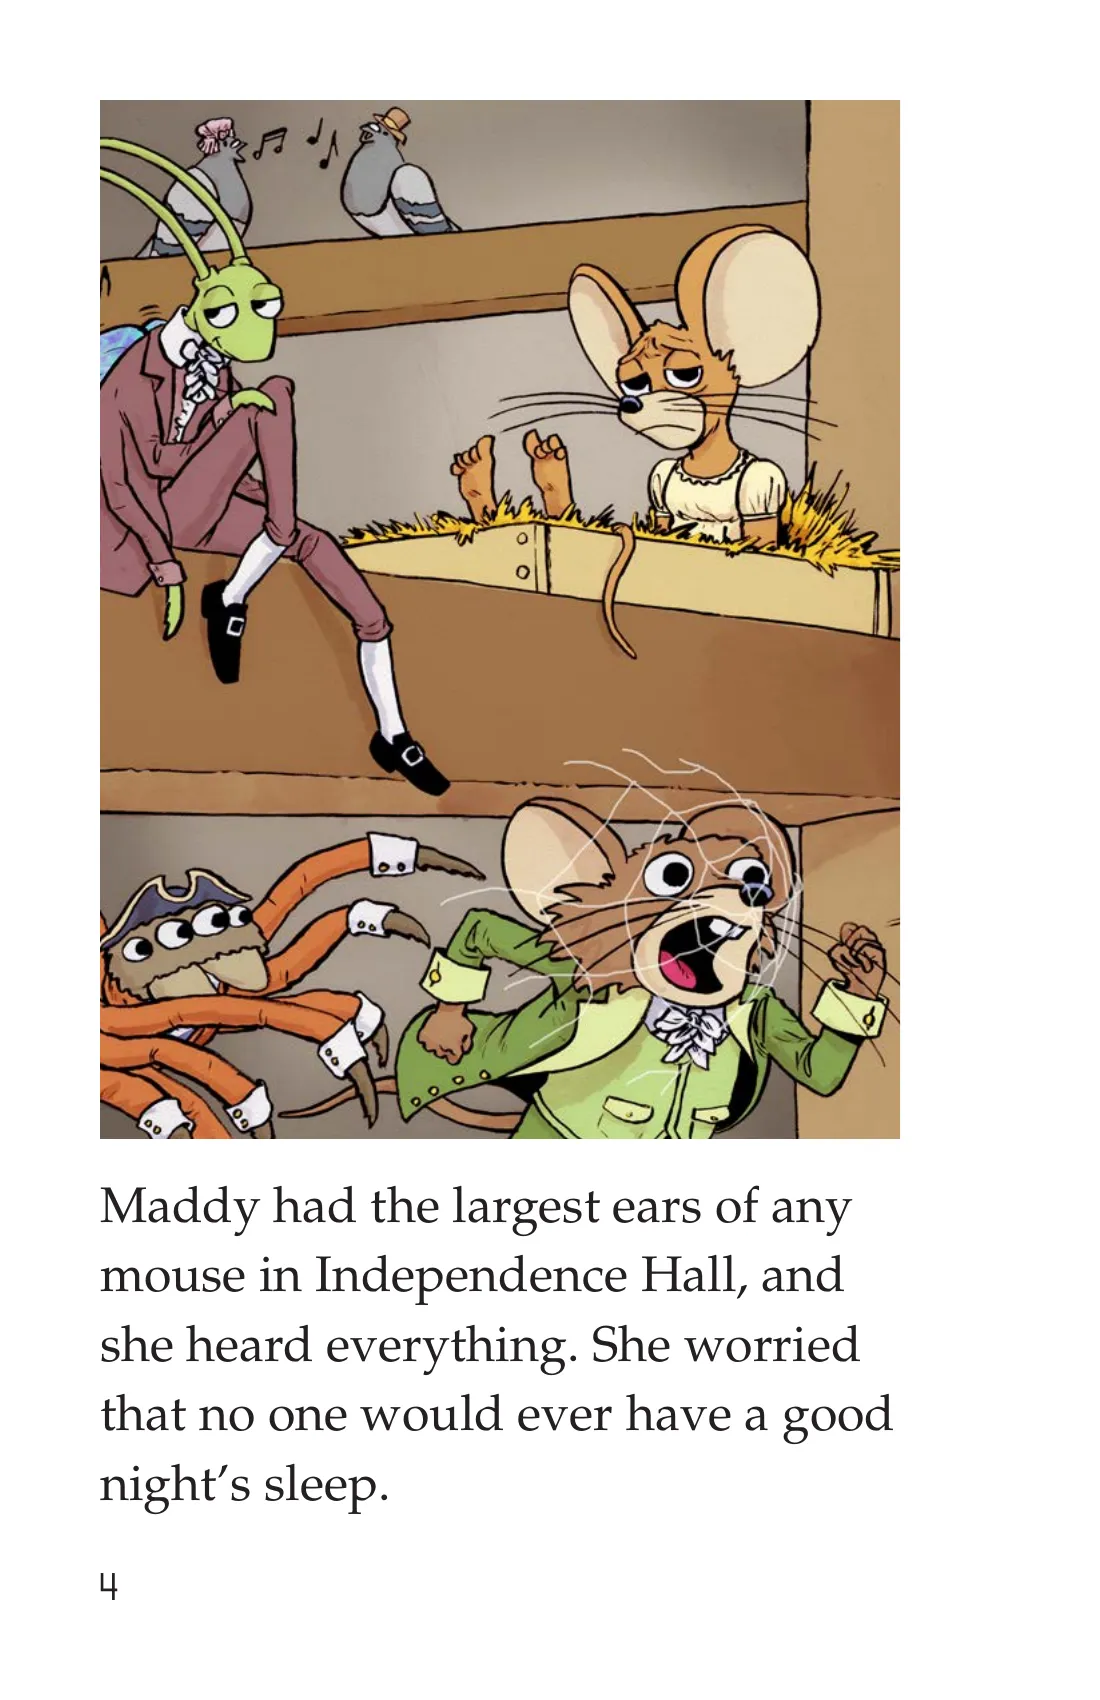 Maddy had the largest ears of any
mouse in Independence Hall, and
she heard everything. She worried
that no one would ever have a good
night’s sleep.
4